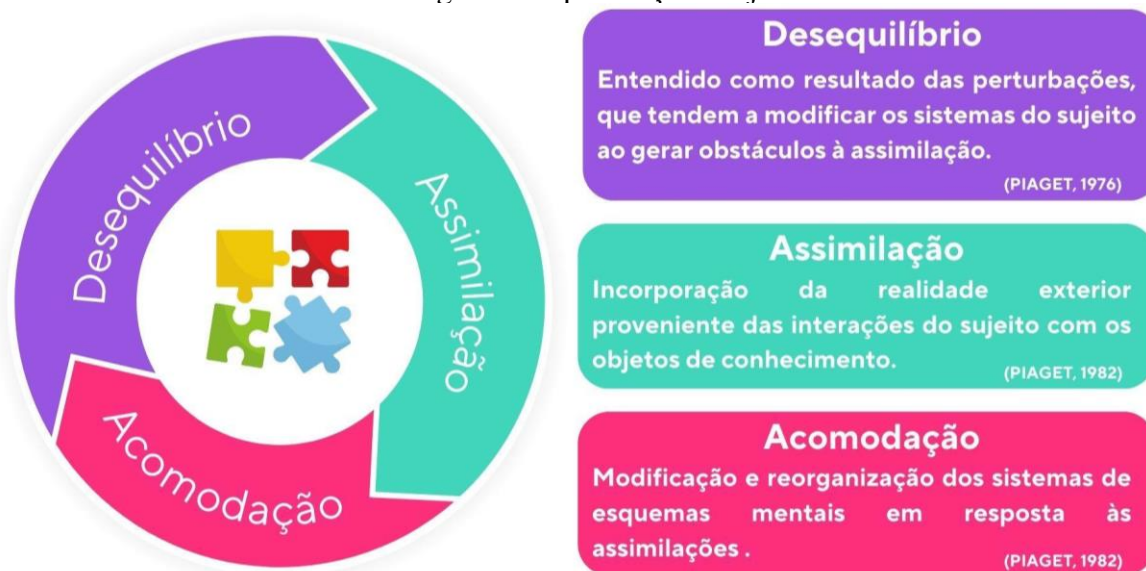 Desequilíbrio
Assimilação
Acomodação
Desequilíbrio
Entendido como resultado das perturbações,
que tendem a modificar os sistemas do sujeito
ao gerar obstáculos à assimilação.
(PIAGET, 1976)
Assimilação
Incorporação da realidade exterior
proveniente das interações do sujeito com os
objetos de conhecimento.
(PIAGET, 1982)
Acomodação
Modificação e reorganização dos sistemas de
esquemas mentais em resposta às
assimilações .
(PIAGET, 1982)